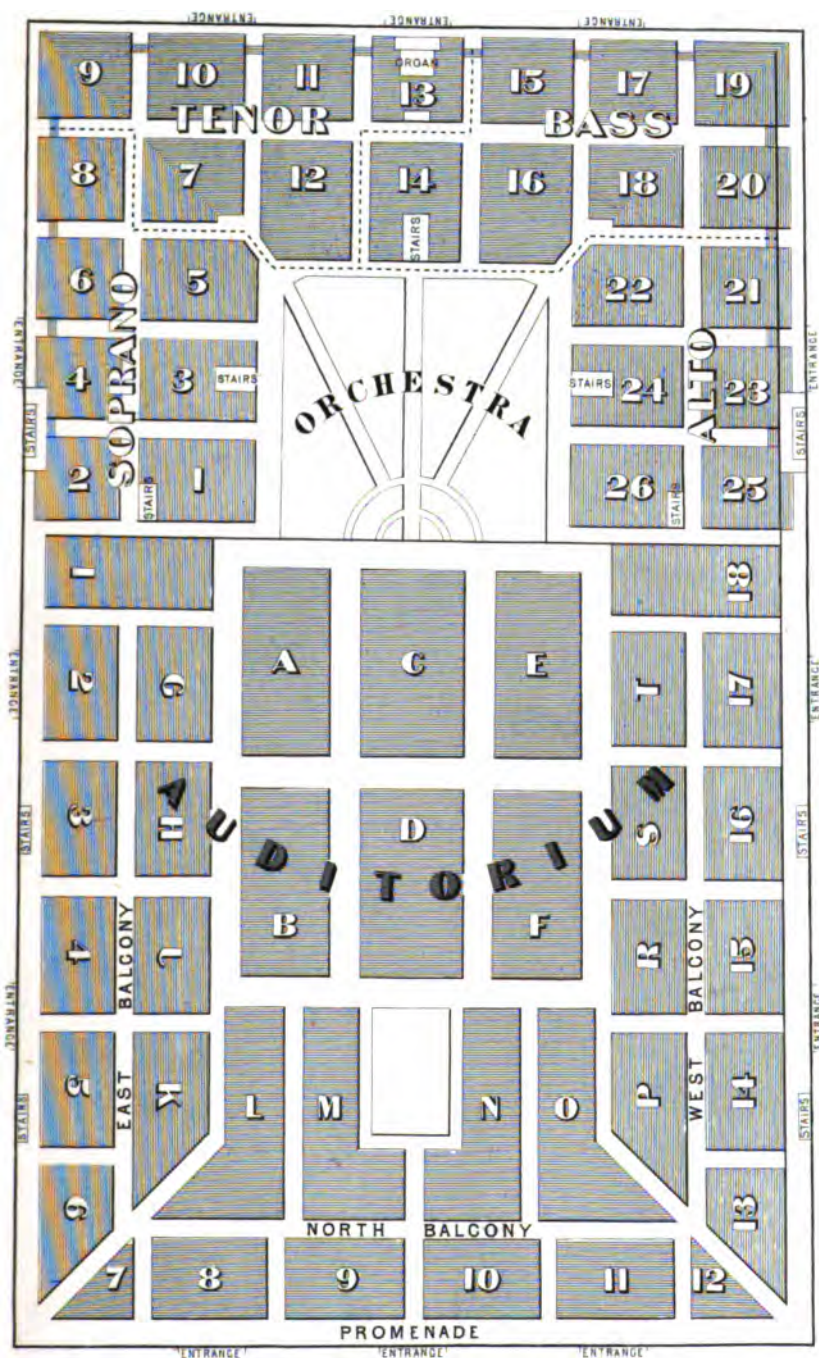 ENTRANCE ENTRANCE ENTRANCE
9 10 11 ORGAN 13 15 17 19
TENOR BASS
8 7 12 14 16 18 20
STAIRS
6 5 22 21
ENTRANCE SOPRANO ORCHESTRA ALTO ENTRANCE
4 3 STAIRS STAIRS 24 23
STAIRS STAIRS
2 1 26 25
STAIRS STAIRS
1 18
A C E
ENTRANCE 2 G T 17 ENTRANCE
3 H S 16
AUDITORIUM
STAIRS STAIRS
D
B F
4 R 15
BALCONY BALCONY
ENTRANCE ENTRANCE
5 K L M N O P 14
EAST WEST
STAIRS STAIRS
6 13
NORTH BALCONY
7 8 9 10 11 12
PROMENADE
ENTRANCE ENTRANCE ENTRANCE